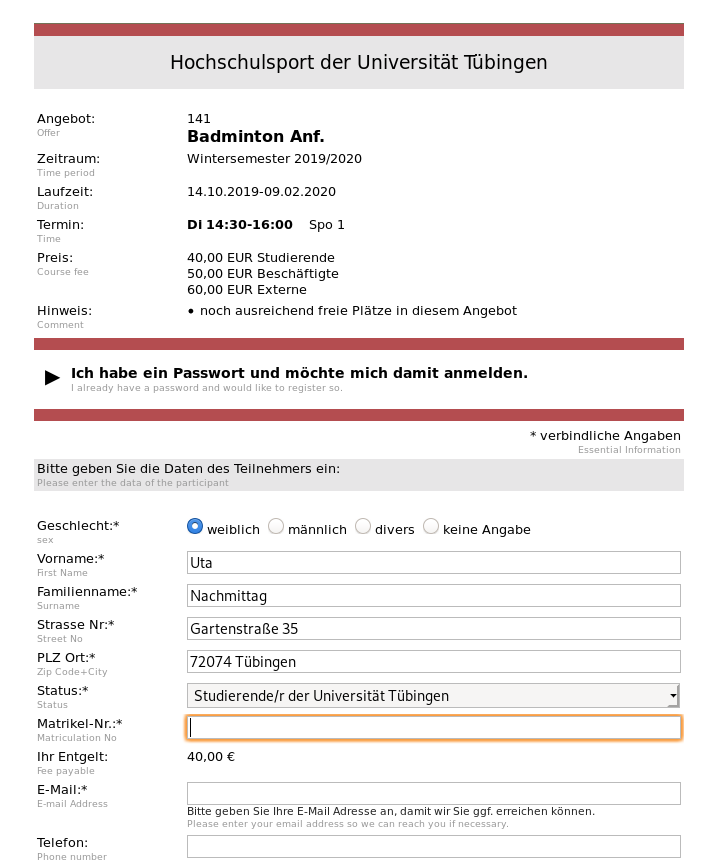 Hochschulsport der Universität Tübingen
Angebot: 141
Offer
Badminton Anf.
Zeitraum: Wintersemester 2019/2020
Time period
Laufzeit: 14.10.2019-09.02.2020
Duration
Termin: Di 14:30-16:00 Spo 1
Time
Preis: 40,00 EUR Studierende
Course fee
50,00 EUR Beschäftigte
60,00 EUR Externe
Hinweis: • noch ausreichend freie Plätze in diesem Angebot
Comment
▶ Ich habe ein Passwort und möchte mich damit anmelden.
I already have a password and would like to register so.
* verbindliche Angaben
Essential Information
Bitte geben Sie die Daten des Teilnehmers ein:
Please enter the data of the participant
Geschlecht:* weiblich männlich divers keine Angabe
sex
Vorname:* Uta
First Name
Familienname:* Nachmittag
Surname
Strasse Nr:* Gartenstraße 35
Street No
PLZ Ort:* 72074 Tübingen
Zip Code+City
Status:* Studierende/r der Universität Tübingen
Status
Matrikel-Nr.:*
Matriculation No
Ihr Entgelt: 40,00 €
Fee payable
E-Mail:*
E-mail Address
Bitte geben Sie Ihre E-Mail Adresse an, damit wir Sie ggf. erreichen können.
Please enter your email address so we can reach you if necessary.
Telefon:
Phone number